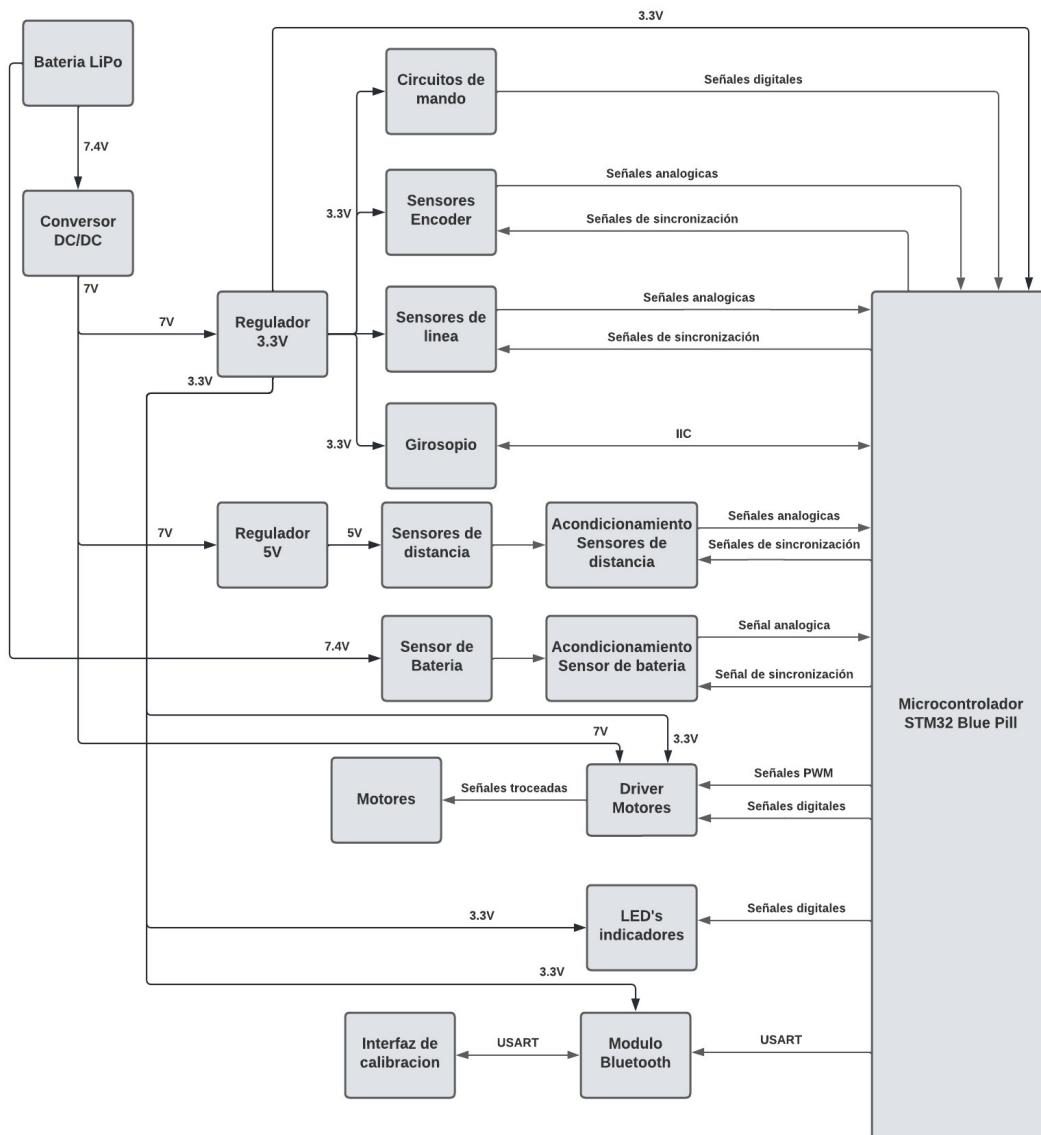 3.3V
Bateria LiPo
Circuitos de
mando
Señales digitales
7.4V
Conversor
DC/DC
Sensores
Encoder
Señales analogicas
3.3V
Señales de sincronización
7V
Regulador
3.3V
7V
Sensores de
linea
Señales analogicas
Señales de sincronización
3.3V
Girosopio
3.3V
IIC
7V
Regulador
5V
5V
Sensores de
distancia
Acondicionamiento
Sensores de
distancia
Señales analogicas
Señales de sincronización
7.4V
Sensor de
Bateria
Acondicionamiento
Sensor de bateria
Señal analogica
Señal de sincronización
Microcontrolador
STM32 Blue Pill
7V
3.3V
Motores
Señales troceadas
Driver
Motores
Señales PWM
Señales digitales
3.3V
LED's
indicadores
Señales digitales
3.3V
Interfaz de
calibracion
USART
Modulo
Bluetooth
USART